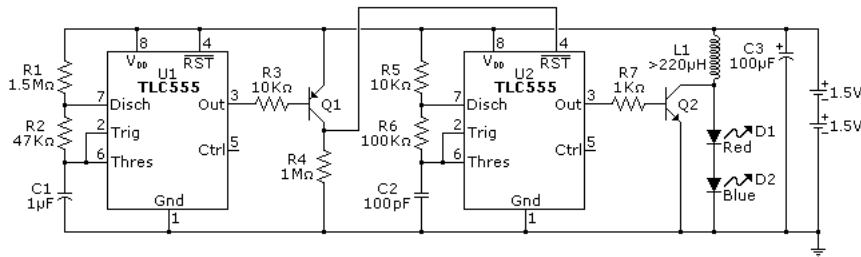 R1
1.5MΩ
R2
47KΩ
C1
1µF
8
4
VDD
RST
U1
TLC555
7
Disch
Out
3
2
Trig
6
Thres
Ctrl
5
Gnd
1
R3
10KΩ
Q1
R4
1MΩ
R5
10KΩ
R6
100KΩ
C2
100pF
8
4
VDD
RST
U2
TLC555
7
Disch
Out
3
2
Trig
6
Thres
Ctrl
5
Gnd
1
R7
1KΩ
Q2
L1
>220µH
D1
Red
D2
Blue
C3
100µF
+
+
1.5V
+
1.5V